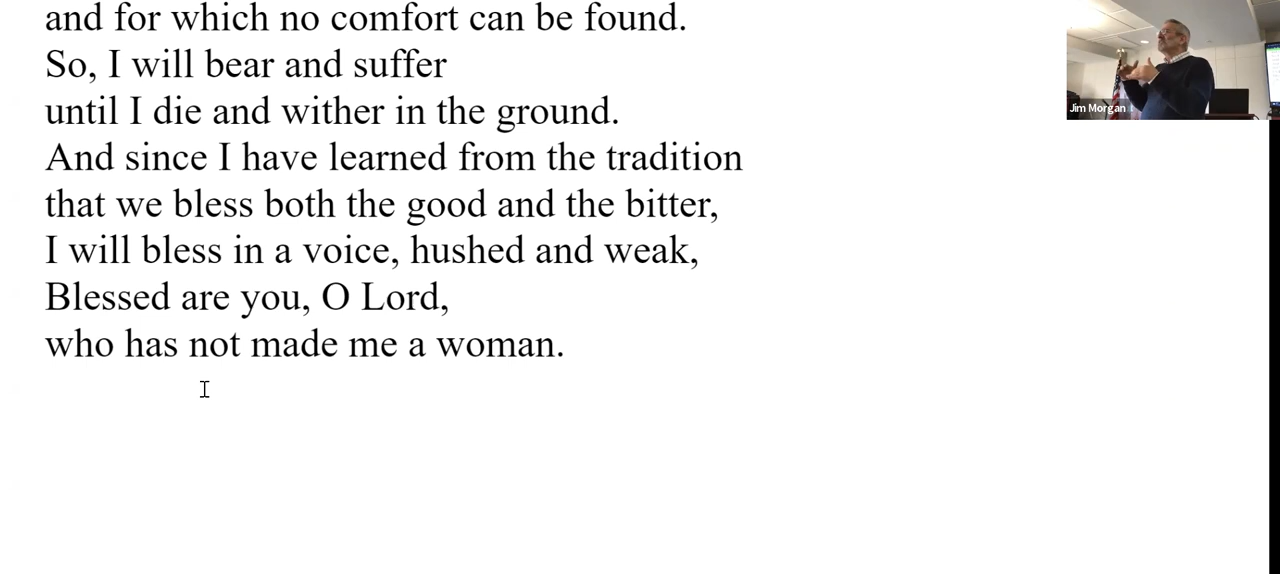 and for which no comfort can be found.
So, I will bear and suffer
until I die and wither in the ground.
And since I have learned from the tradition
that we bless both the good and the bitter,
I will bless in a voice, hushed and weak,
Blessed are you, O Lord,
who has not made me a woman.
Jim Morgan